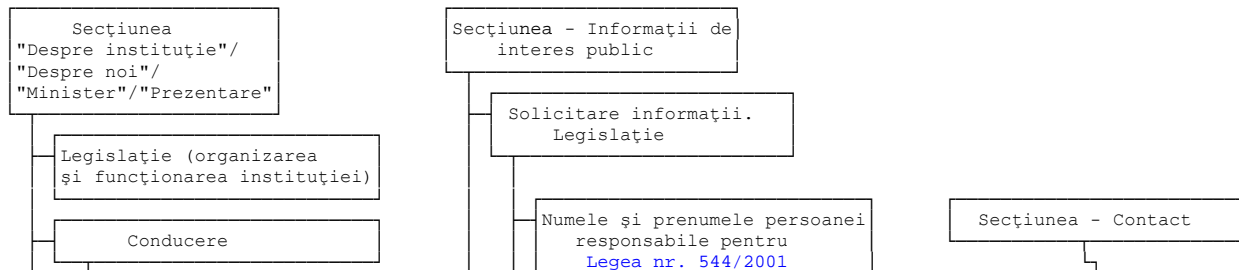 Secţiunea
"Despre instituţie"/
"Despre noi"/
"Minister"/"Prezentare"
Legislaţie (organizarea
şi funcţionarea instituţiei)
Conducere
Secţiunea - Informaţii de
interes public
Solicitare informaţii.
Legislaţie
Numele şi prenumele persoanei
responsabile pentru
Legea nr. 544/2001
Secţiunea - Contact